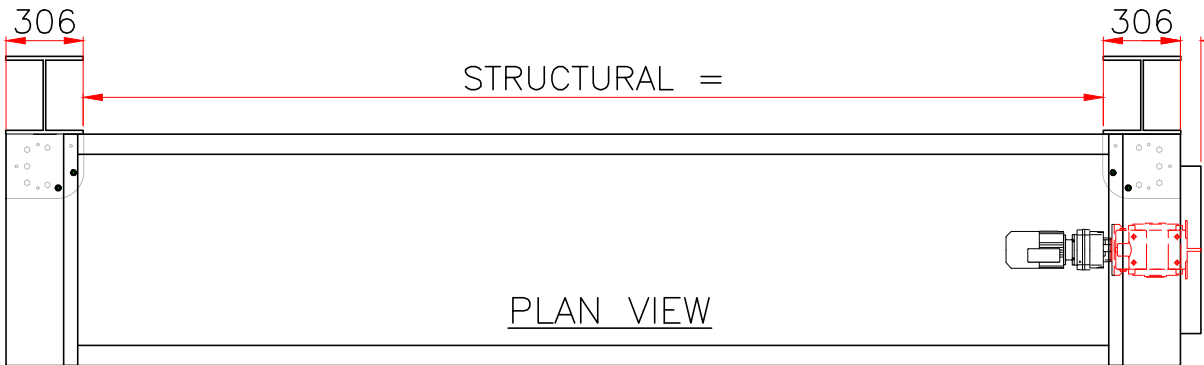 306
306
STRUCTURAL =
PLAN VIEW